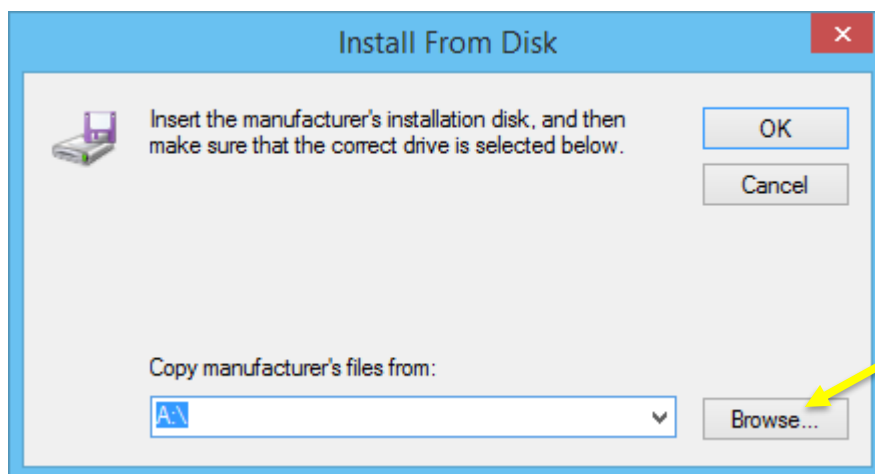 Install From Disk
Insert the manufacturer's installation disk, and then
make sure that the correct drive is selected below.
OK
Cancel
Copy manufacturer's files from:
A:\
Browse...